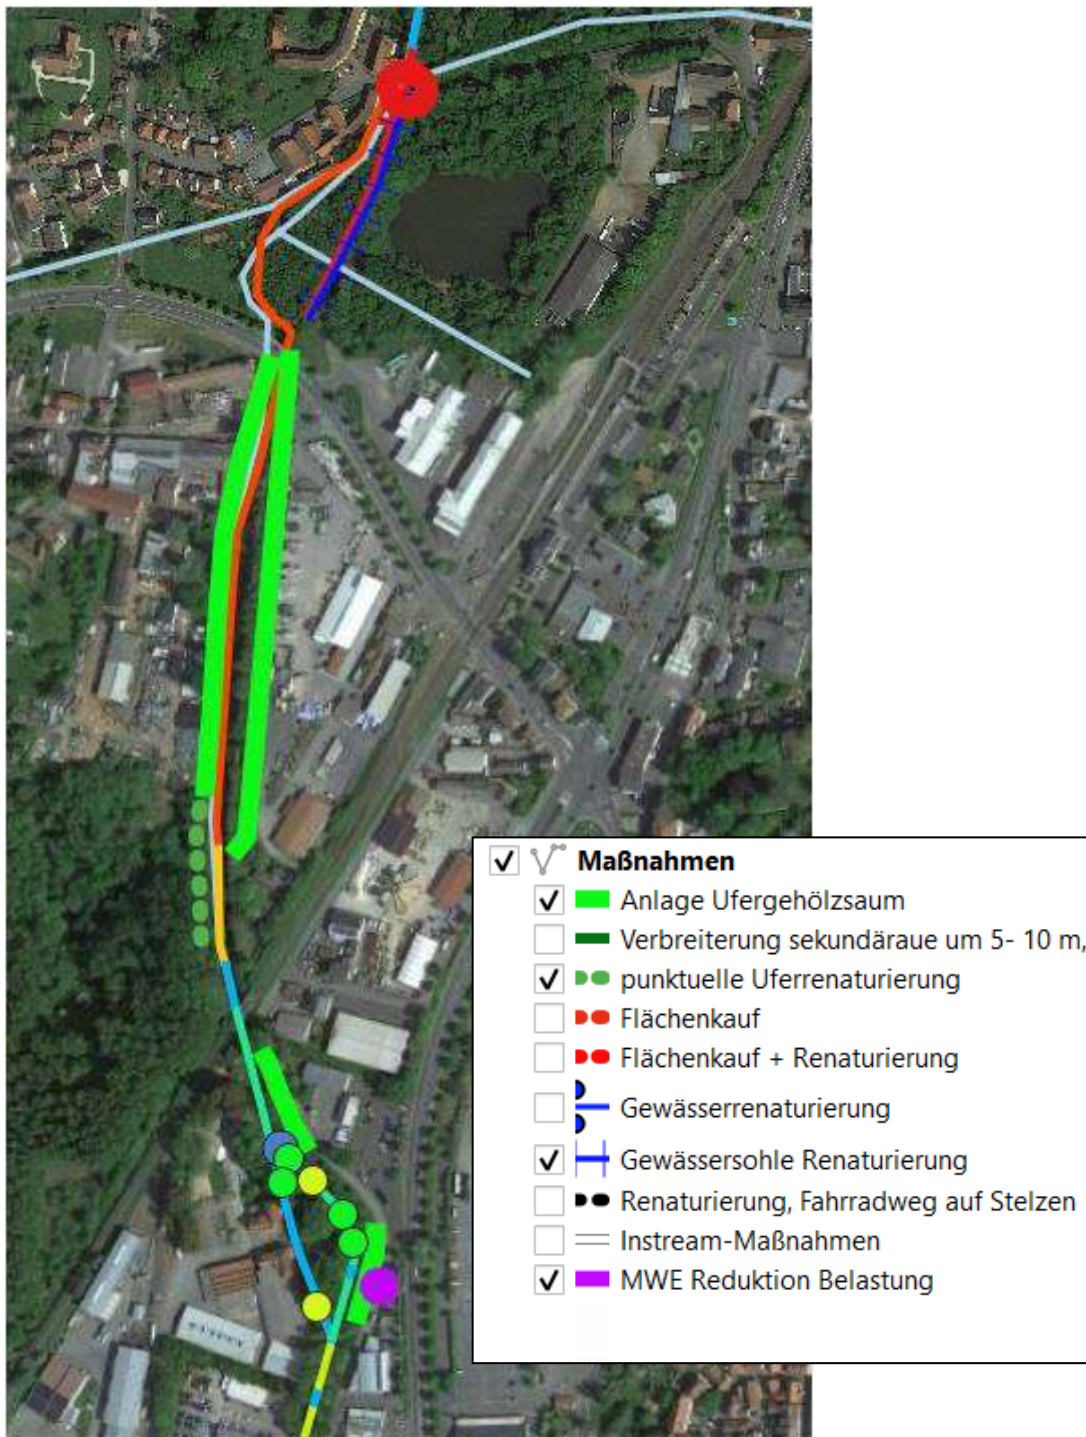 Maßnahmen
Anlage Ufergehölzsaum
Verbreiterung sekundäraue um 5- 10 m,
punktuelle Uferrenaturierung
Flächenkauf
Flächenkauf + Renaturierung
Gewässerrenaturierung
Gewässersohle Renaturierung
Renaturierung, Fahrradweg auf Stelzen
Instream-Maßnahmen
MWE Reduktion Belastung